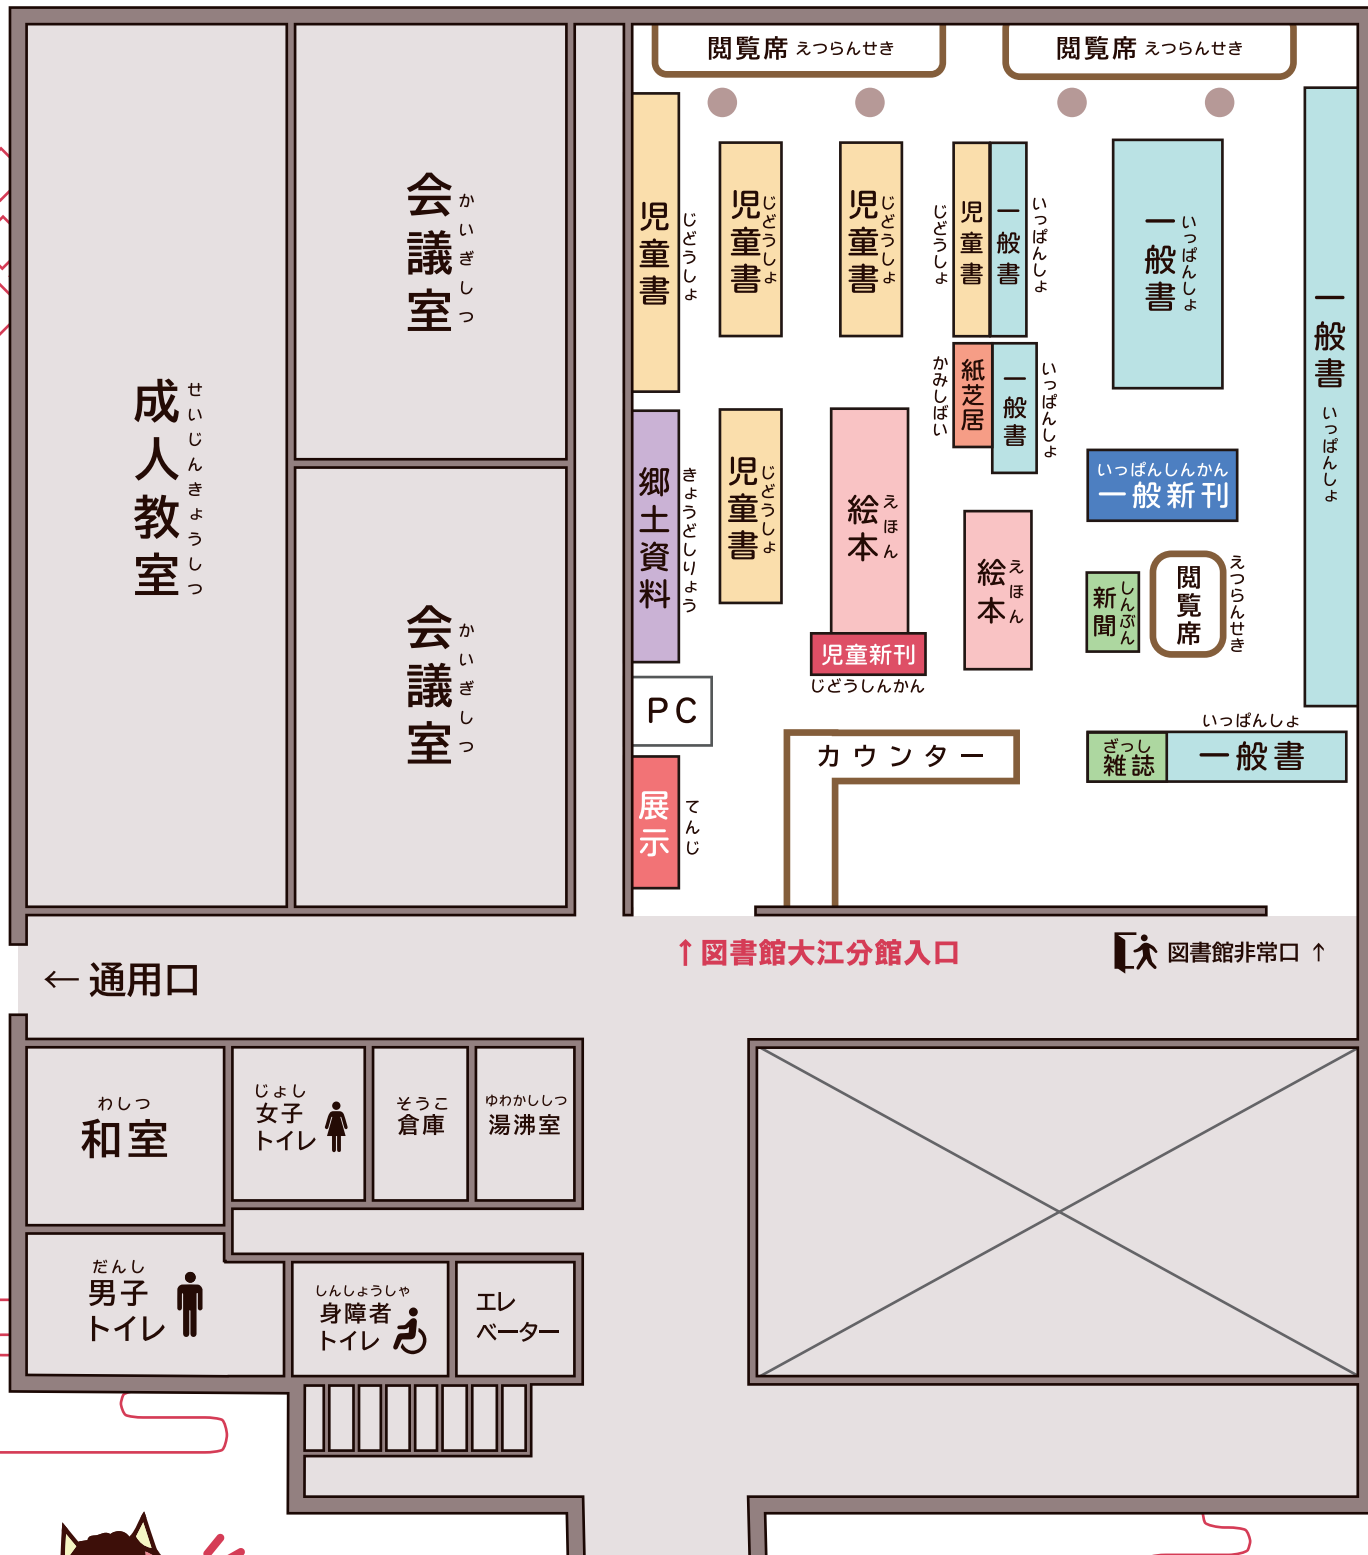 閲覧席 えつらんせき
閲覧席 えつらんせき
会議室
かいぎしつ
成人教室
せいじんきょうしつ
会議室
かいぎしつ
児童書
じどうしょ
児童書
じどうしょ
児童書
じどうしょ
じどうしょ
児童書
一般書
いっぱんしょ
一般書
いっぱんしょ
一般書
いっぱんしょ
かみしばい
紙芝居
一般書
いっぱんしょ
郷土資料
きょうどしりょう
児童書
じどうしょ
絵本
えほん
絵本
えほん
児童新刊
じどうしんかん
いっぱんしんかん
一般新刊
新聞
しんぶん
閲覧席
えつらんせき
PC
カウンター
いっぱんしょ
ざっし
雑誌
一般書
展示
てんじ
↑図書館大江分館入口
図書館非常口 ↑
← 通用口
わしつ
和室
じょし
女子
トイレ
そうこ
倉庫
ゆわかししつ
湯沸室
だんし
男子
トイレ
しんしょうしゃ
身障者
トイレ
エレ
ベーター